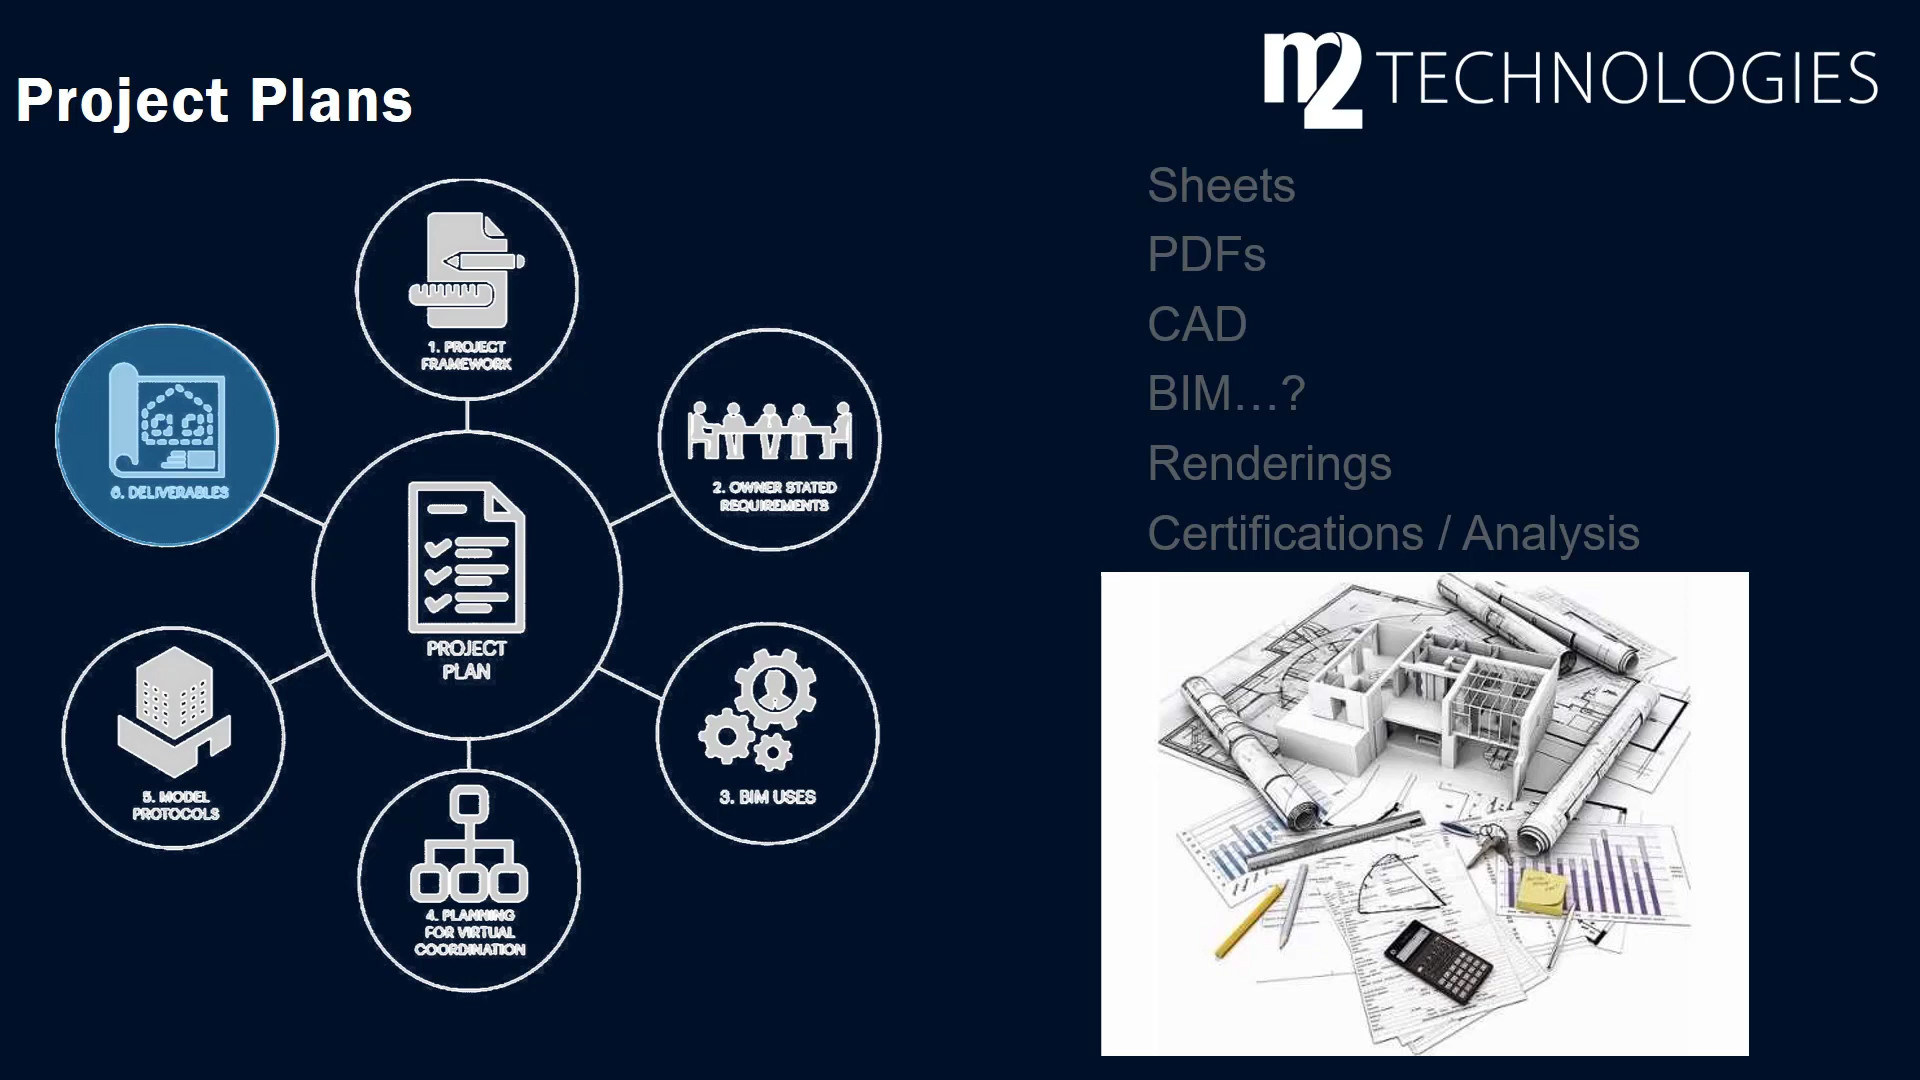 Project Plans
m2 TECHNOLOGIES
1. PROJECT
FRAMEWORK
2. OWNER STATED
REQUIREMENTS
3. BIM USES
4. PLANNING
FOR VIRTUAL
COORDINATION
5. MODEL
PROTOCOLS
6. DELIVERABLES
PROJECT
PLAN
Sheets
PDFs
CAD
BIM…?
Renderings
Certifications / Analysis